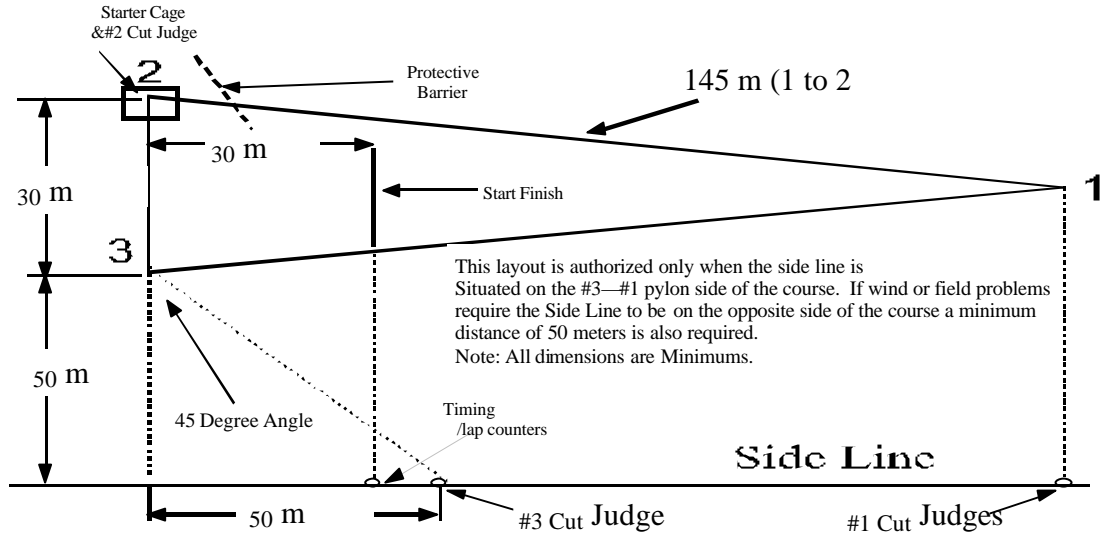 Starter Cage
&#2 Cut Judge
2
Protective
Barrier
145 m (1 to 2
30 m
30 m
Start Finish
1
3
This layout is authorized only when the side line is
Situated on the #3—#1 pylon side of the course. If wind or field problems
require the Side Line to be on the opposite side of the course a minimum
distance of 50 meters is also required.
Note: All dimensions are Minimums.
50 m
45 Degree Angle
Timing
/lap counters
Side Line
50 m
#3 Cut Judge
#1 Cut Judges